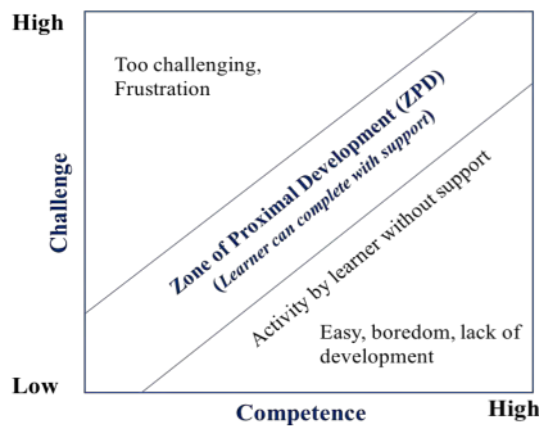 High
Too challenging,
Frustration
Challenge
Zone of Proximal Development (ZPD)
(Learner can complete with support)
Activity by learner without support
Easy, boredom, lack of
development
Low
Competence
High